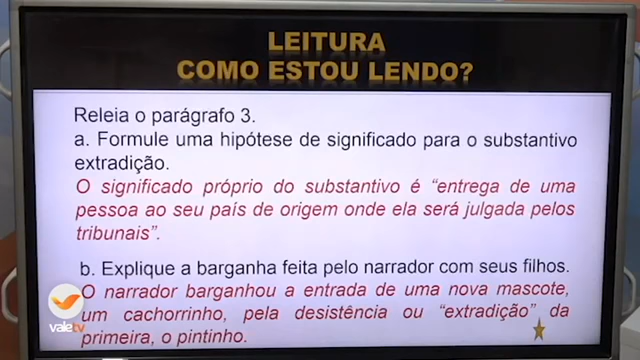 LEITURA
COMO ESTOU LENDO?
Releia o parágrafo 3.
a. Formule uma hipótese de significado para o substantivo
extradição.
O significado próprio do substantivo é “entrega de uma
pessoa ao seu país de origem onde ela será julgada pelos
tribunais”.
b. Explique a barganha feita pelo narrador com seus filhos.
O narrador barganhou a entrada de uma nova mascote,
um cachorrinho, pela desistência ou “extradição” da
primeira, o pintinho.
valetv